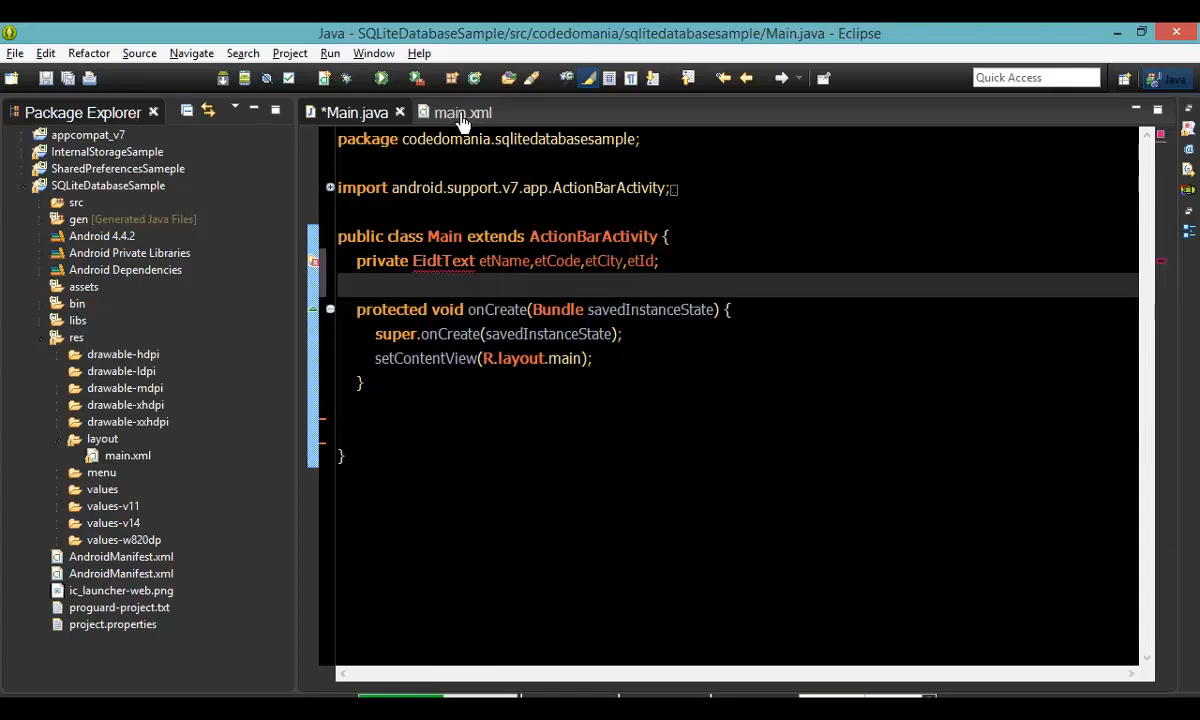 Java - SQLiteDatabaseSample/src/codedomania/sqlitedatabasesample/Main.java - Eclipse
File Edit Refactor Source Navigate Search Project Run Window Help
Quick Access
Java
Package Explorer
*Main.java
main.xml
appcompat_v7
InternalStorageSample
SharedPreferencesSameple
SQLiteDatabaseSample
src
gen [Generated Java Files]
Android 4.4.2
Android Private Libraries
Android Dependencies
assets
bin
libs
res
drawable-hdpi
drawable-ldpi
drawable-mdpi
drawable-xhdpi
drawable-xxhdpi
layout
main.xml
menu
values
values-v11
values-v14
values-w820dp
AndroidManifest.xml
AndroidManifest.xml
ic_launcher-web.png
proguard-project.txt
project.properties
package codedomania.sqlitedatabasesample;
import android.support.v7.app.ActionBarActivity;
public class Main extends ActionBarActivity {
private EidtText etName,etCode,etCity,etId;
protected void onCreate(Bundle savedInstanceState) {
super.onCreate(savedInstanceState);
setContentView(R.layout.main);
}
}